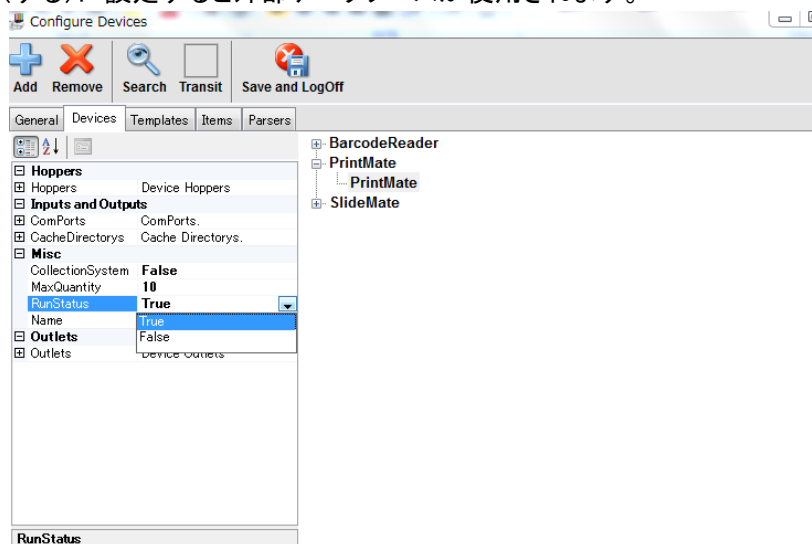 Configure Devices
Add Remove Search Transit Save and LogOff
General Devices Templates Items Parsers
Hoppers
Hoppers Device Hoppers
Inputs and Outputs
ComPorts ComPorts.
CacheDirectorys Cache Directorys.
Misc
CollectionSystem False
MaxQuantity 10
RunStatus True
Name
True
False
Outlets
Outlets Device Outlets
BarcodeReader
PrintMate
PrintMate
SlideMate
RunStatus